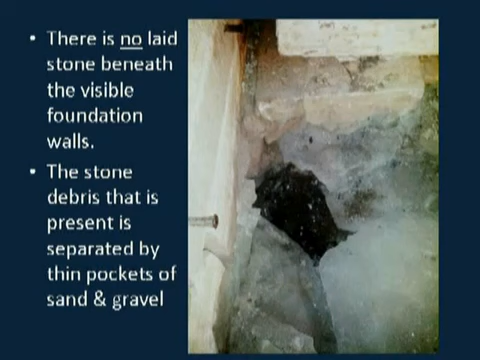 • There is no laid
stone beneath
the visible
foundation
walls.
• The stone
debris that is
present is
separated by
thin pockets of
sand & gravel